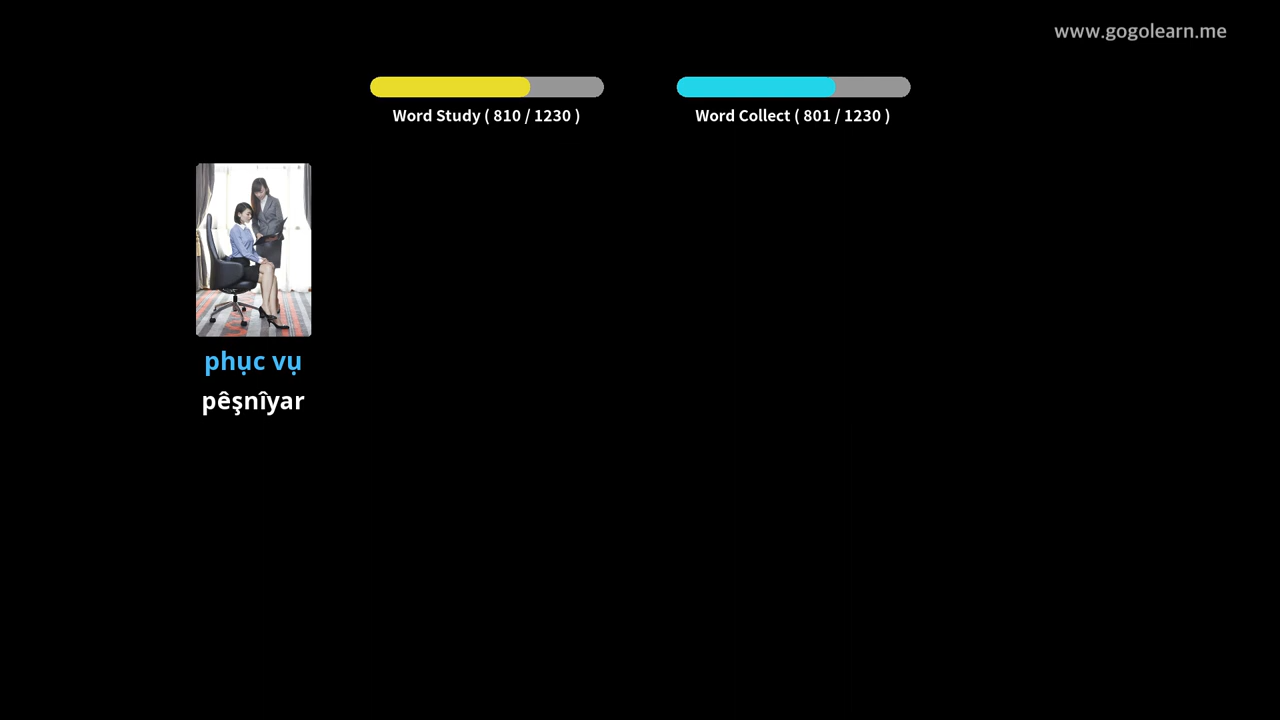 www.gogolearn.me
Word Study ( 810 / 1230 )
Word Collect ( 801 / 1230 )
phục vụ
pêşnîyar